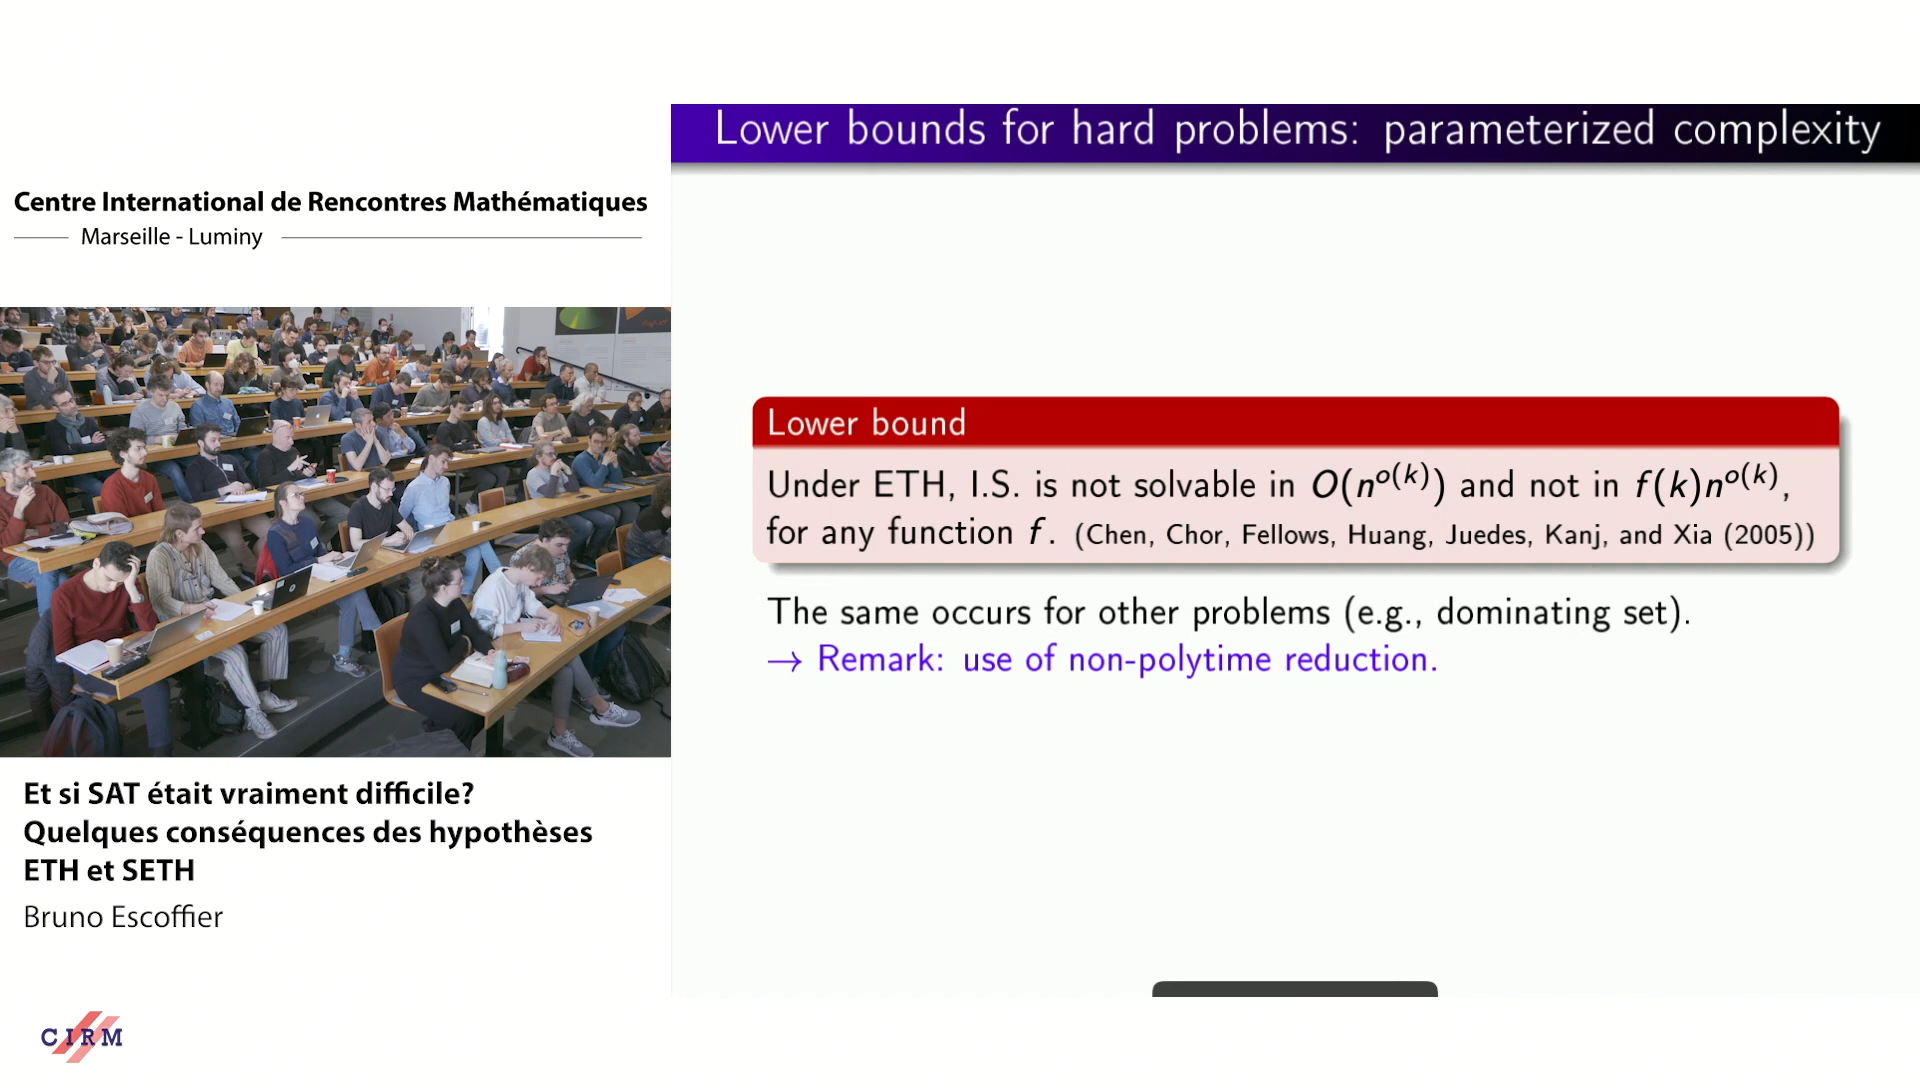 Centre International de Rencontres Mathématiques
Marseille - Luminy
Et si SAT était vraiment difficile?
Quelques conséquences des hypothèses
ETH et SETH
Bruno Escoffier
CIRM
Lower bounds for hard problems: parameterized complexity
Lower bound
Under ETH, I.S. is not solvable in O(n^{o(k)}) and not in f(k)n^{o(k)},
for any function f. (Chen, Chor, Fellows, Huang, Juedes, Kanj, and Xia (2005))
The same occurs for other problems (e.g., dominating set).
→ Remark: use of non-polytime reduction.